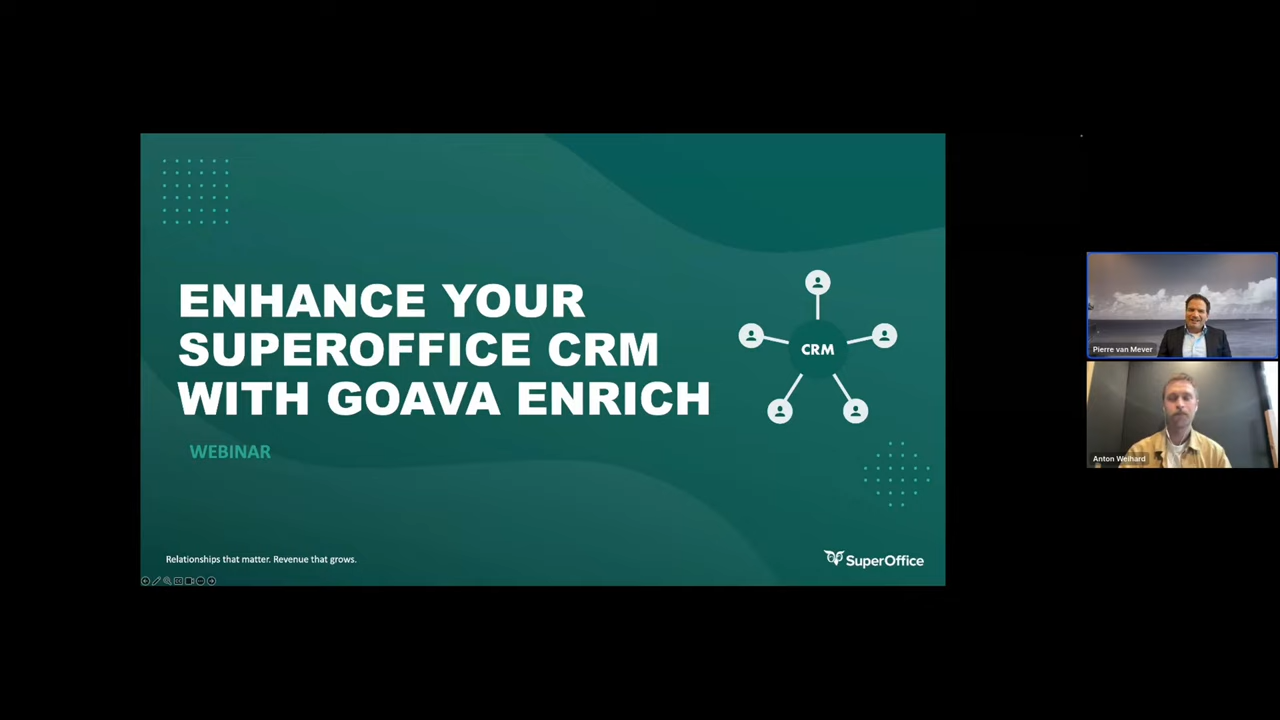 ENHANCE YOUR
SUPEROFFICE CRM
WITH GOAVA ENRICH
WEBINAR
CRM
Relationships that matter. Revenue that grows.
SuperOffice
Pierre van Mever
Anton Weihard